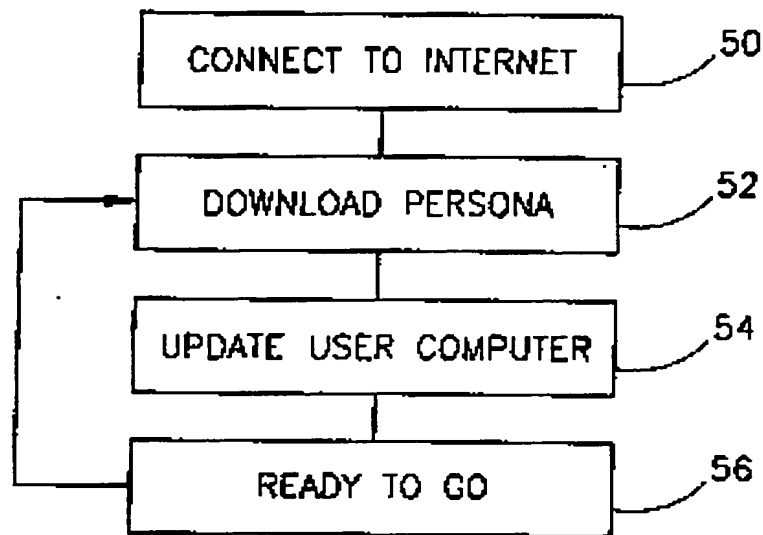 CONNECT TO INTERNET
50
DOWNLOAD PERSONA
52
UPDATE USER COMPUTER
54
READY TO GO
56